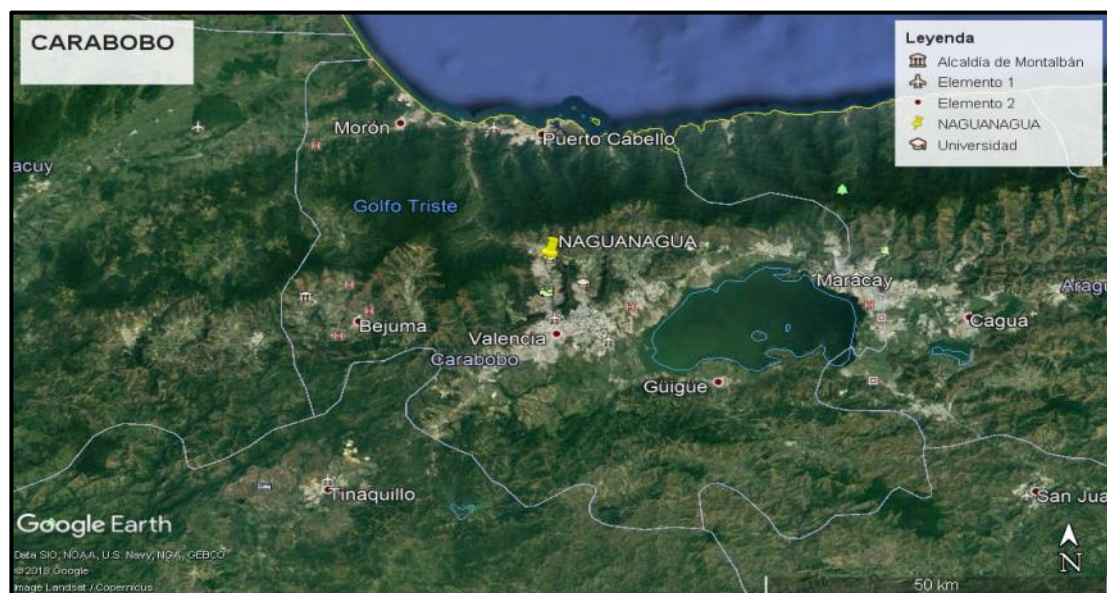 CARABOBO
Leyenda
Alcaldía de Montalbán
Elemento 1
Elemento 2
NAGUANAGUA
Universidad
Morón
Puerto Cabello
acuy
Golfo Triste
NAGUANAGUA
Maracay
Aragu
Bejuma
Valencia
Cagua
Carabobo
Güigüe
Tinaquillo
San Jua
Google Earth
Data SIO, NOAA, U.S. Navy, NGA, GEBCO
© 2018 Google
Image Landsat / Copernicus
N
50 km